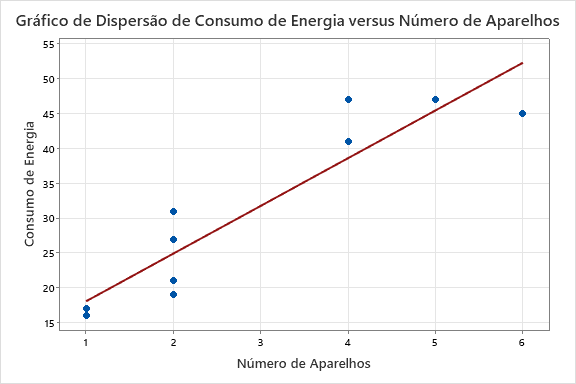 Gráfico de Dispersão de Consumo de Energia versus Número de Aparelhos
55
50
45
40
35
30
25
20
15
Consumo de Energia
1 2 3 4 5 6
Número de Aparelhos